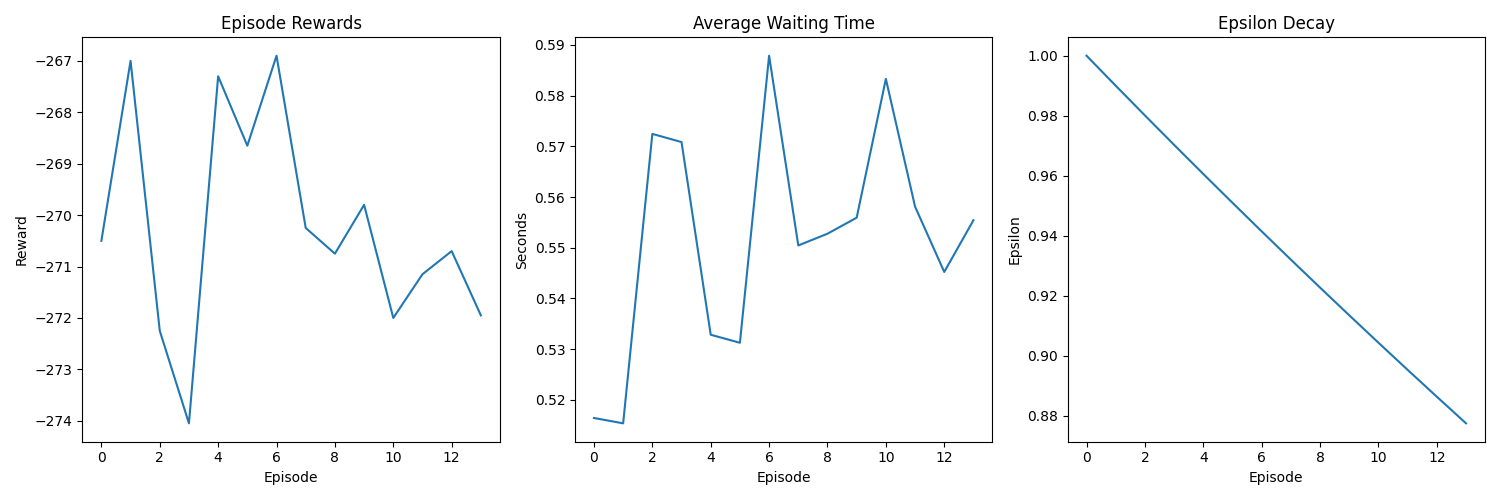 Episode Rewards
Reward
−267
−268
−269
−270
−271
−272
−273
−274
0 2 4 6 8 10 12
Episode
Average Waiting Time
Seconds
0.59
0.58
0.57
0.56
0.55
0.54
0.53
0.52
0 2 4 6 8 10 12
Episode
Epsilon Decay
Epsilon
1.00
0.98
0.96
0.94
0.92
0.90
0.88
0 2 4 6 8 10 12
Episode